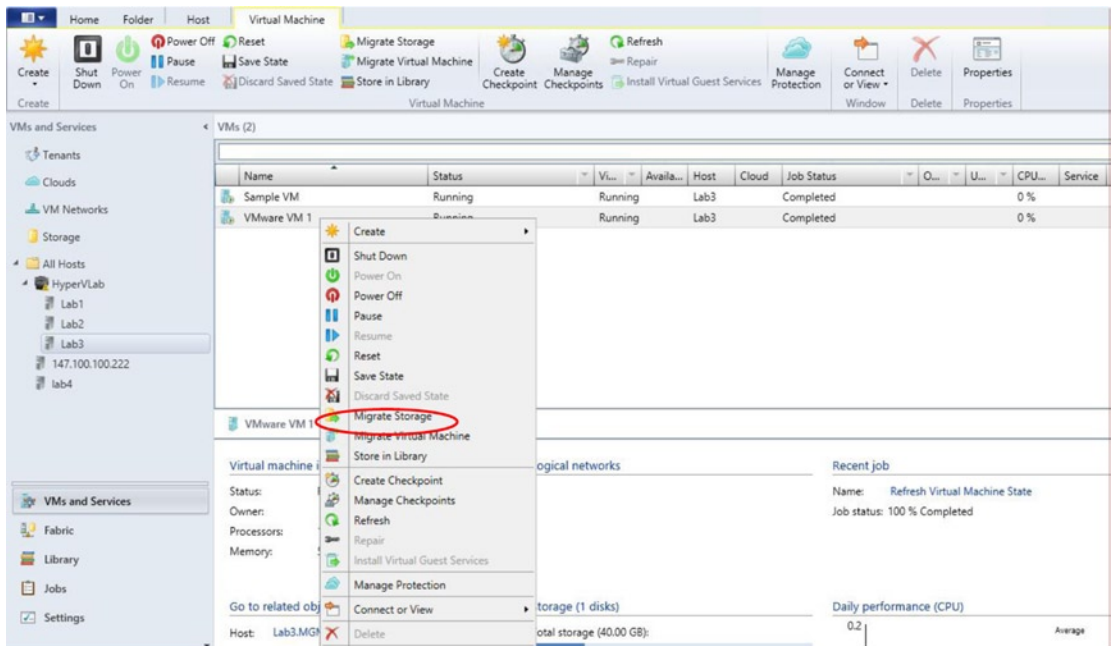 Home Folder Host Virtual Machine
Create
Shut Down
Power On
Power Off
Pause
Resume
Reset
Save State
Discard Saved State
Migrate Storage
Migrate Virtual Machine
Store in Library
Create Checkpoint
Manage Checkpoints
Refresh
Repair
Install Virtual Guest Services
Manage Protection
Connect or View
Delete
Properties
Create Virtual Machine Window Delete Properties
VMs and Services
Tenants
Clouds
VM Networks
Storage
All Hosts
HyperVLab
Lab1
Lab2
Lab3
147.100.100.222
lab4
VMs and Services
Fabric
Library
Jobs
Settings
VMs (2)
Name Status Vi... Availa... Host Cloud Job Status O... U... CPU... Service
Sample VM Running Running Lab3 Completed 0 %
VMware VM 1 Running Running Lab3 Completed 0 %
Create
Shut Down
Power On
Power Off
Pause
Resume
Reset
Save State
Discard Saved State
Migrate Storage
Migrate Virtual Machine
Store in Library
Create Checkpoint
Manage Checkpoints
Refresh
Repair
Install Virtual Guest Services
Manage Protection
Connect or View
Delete
VMware VM 1
Virtual machine
Status:
Owner:
Processors:
Memory:
Go to related
Host: Lab3.MG
ogical networks
torage (1 disks)
otal storage (40.00 GB):
Recent job
Name: Refresh Virtual Machine State
Job status: 100 % Completed
Daily performance (CPU)
0.2
Average